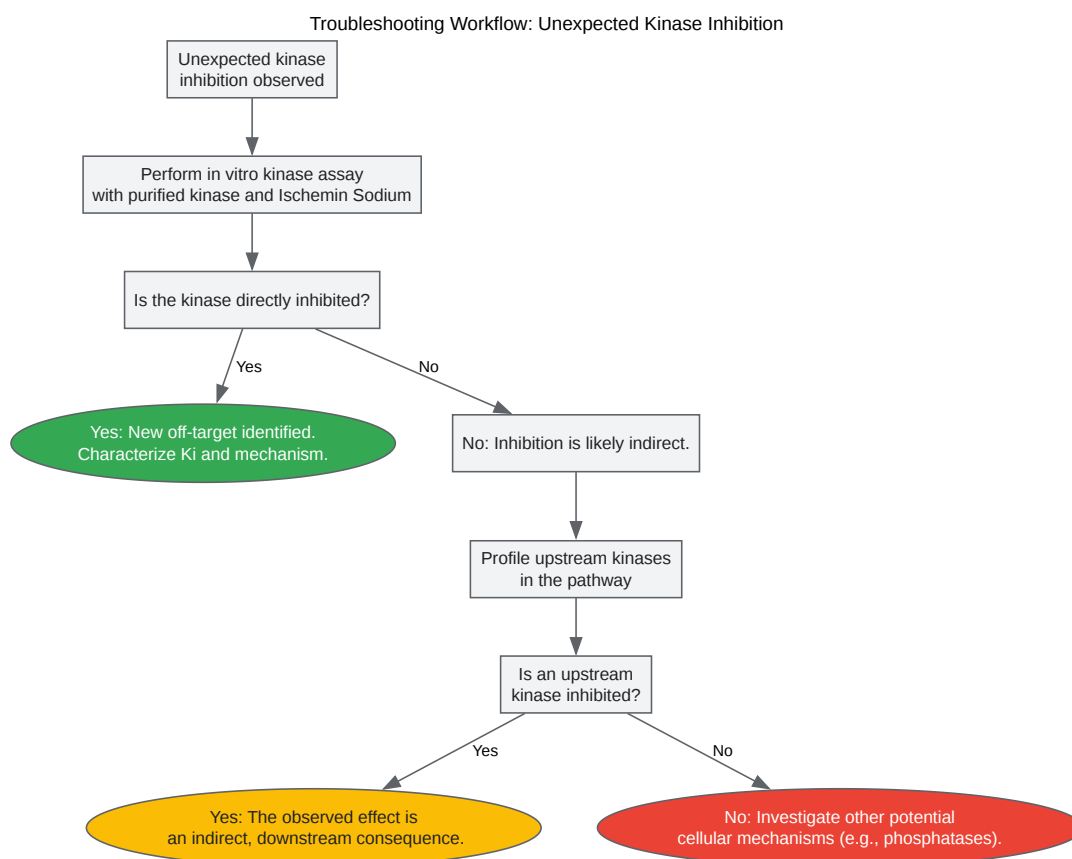 Troubleshooting Workflow: Unexpected Kinase Inhibition
Unexpected kinase
inhibition observed
Perform in vitro kinase assay
with purified kinase and Ischemin Sodium
Is the kinase directly inhibited?
Yes
No
Yes: New off-target identified.
Characterize Ki and mechanism.
No: Inhibition is likely indirect.
Profile upstream kinases
in the pathway
Is an upstream
kinase inhibited?
Yes
No
Yes: The observed effect is
an indirect, downstream consequence.
No: Investigate other potential
cellular mechanisms (e.g., phosphatases).